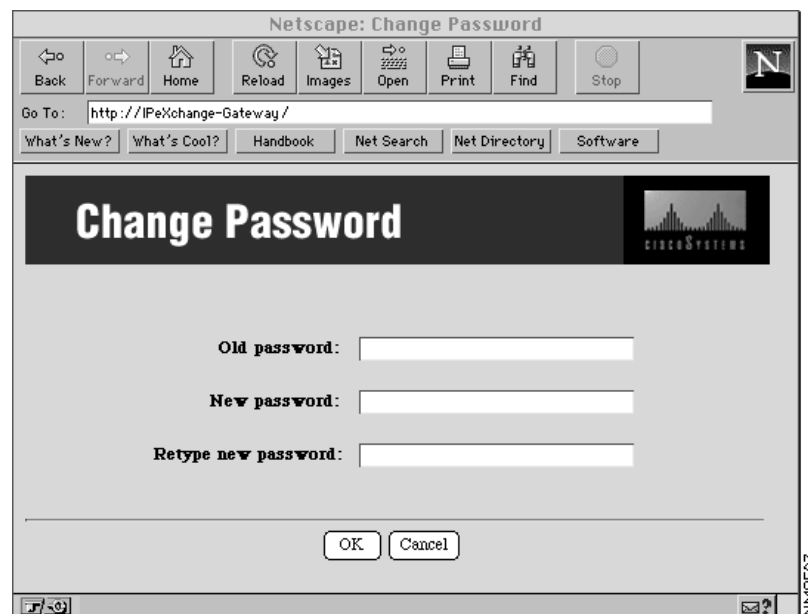 Netscape: Change Password
Back Forward Home Reload Images Open Print Find Stop N
Go To: http://IPeXchange-Gateway/
What's New? What's Cool? Handbook Net Search Net Directory Software
Change Password
CISCO SYSTEMS
Old password:
New password:
Retype new password:
OK Cancel
?